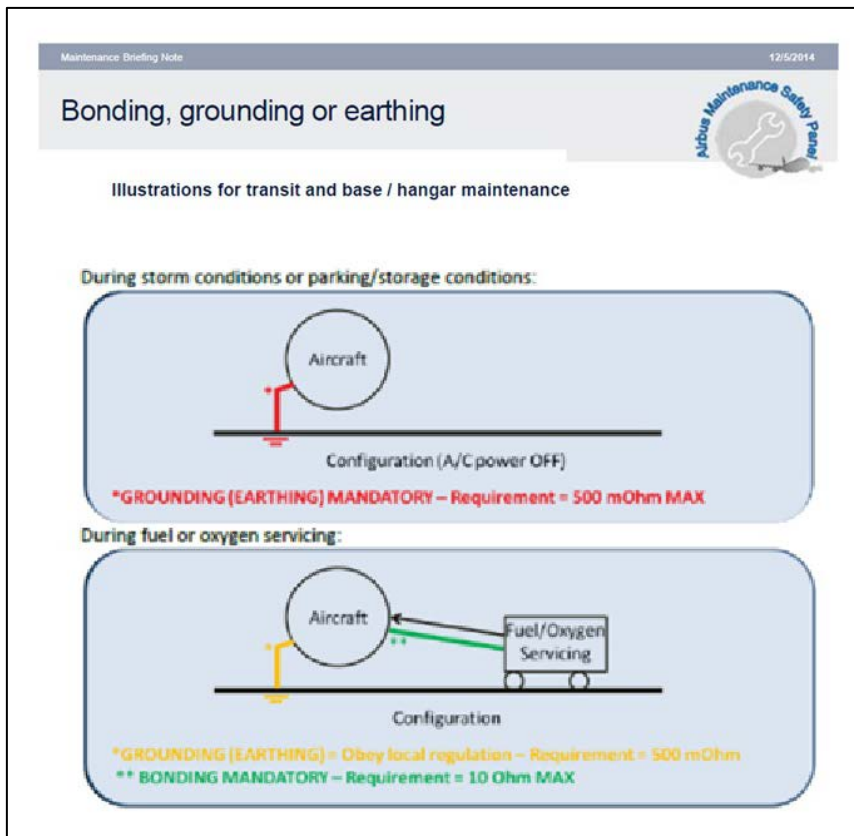 Maintenance Briefing Note 12/5/2014
Bonding, grounding or earthing
Airbus Maintenance Safety Panel
Illustrations for transit and base / hangar maintenance
During storm conditions or parking/storage conditions:
Aircraft
*
Configuration (A/C power OFF)
*GROUNDING (EARTHING) MANDATORY – Requirement = 500 mOhm MAX
During fuel or oxygen servicing:
Aircraft
Fuel/Oxygen
Servicing
*
**
Configuration
*GROUNDING (EARTHING) = Obey local regulation – Requirement = 500 mOhm
** BONDING MANDATORY – Requirement = 10 Ohm MAX